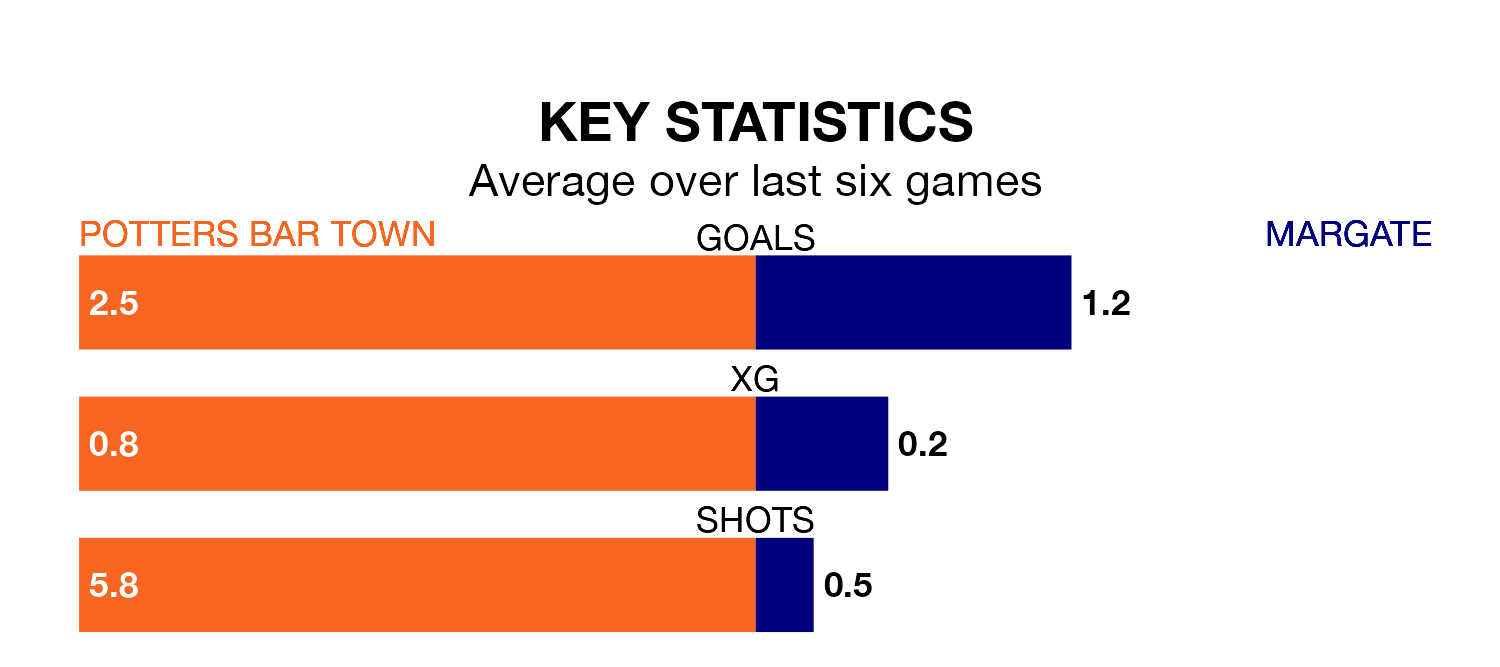 KEY STATISTICS
Average over last six games
POTTERS BAR TOWN GOALS MARGATE
2.5 1.2
XG
0.8 0.2
SHOTS
5.8 0.5